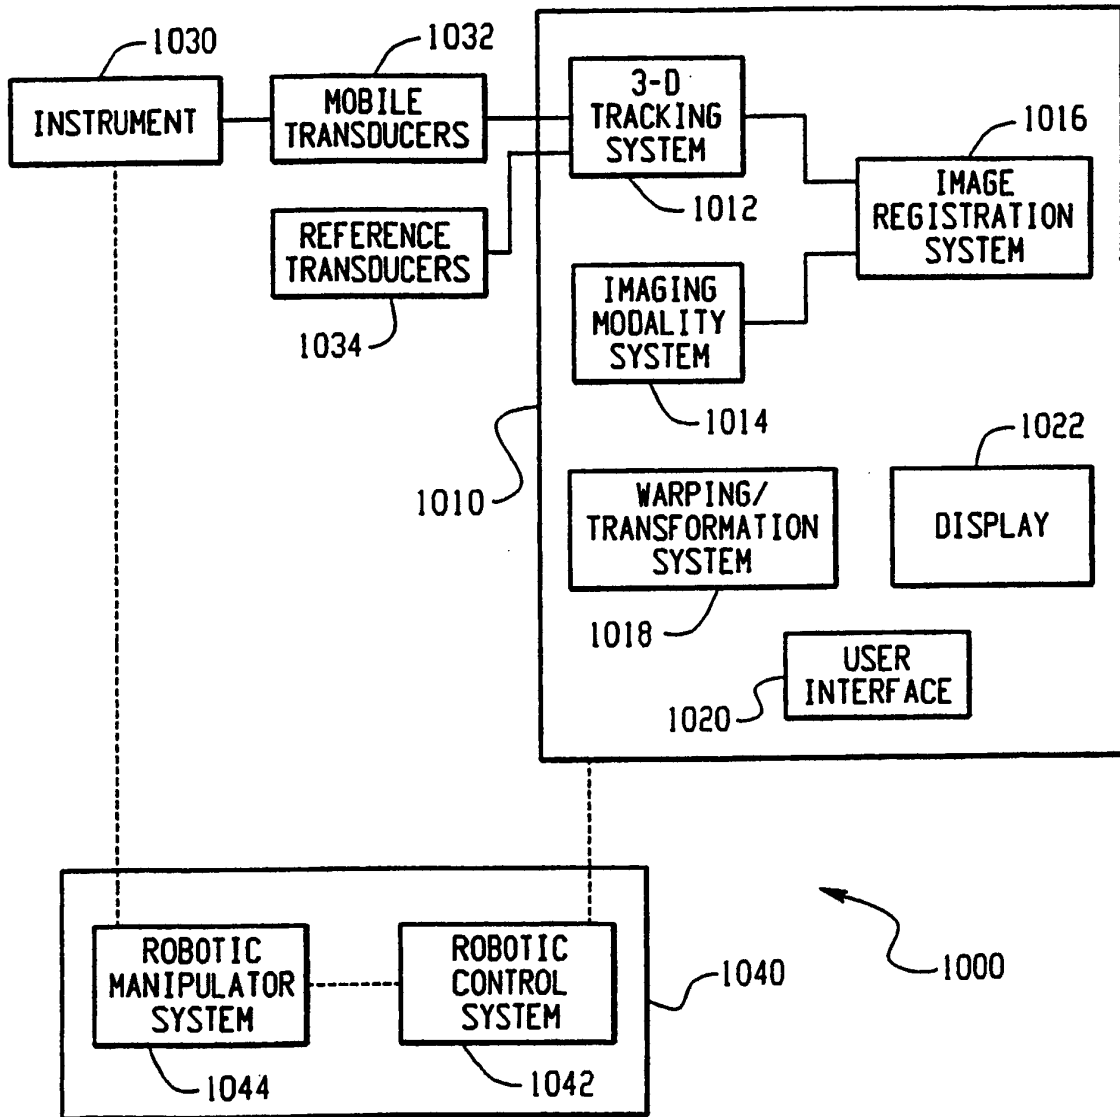 1030
INSTRUMENT
1032
MOBILE
TRANSDUCERS
3-D
TRACKING
SYSTEM
1012
1016
IMAGE
REGISTRATION
SYSTEM
REFERENCE
TRANSDUCERS
1034
IMAGING
MODALITY
SYSTEM
1014
1010
WARPING/
TRANSFORMATION
SYSTEM
1018
1022
DISPLAY
USER
INTERFACE
1020
ROBOTIC
MANIPULATOR
SYSTEM
1044
ROBOTIC
CONTROL
SYSTEM
1042
1040
1000